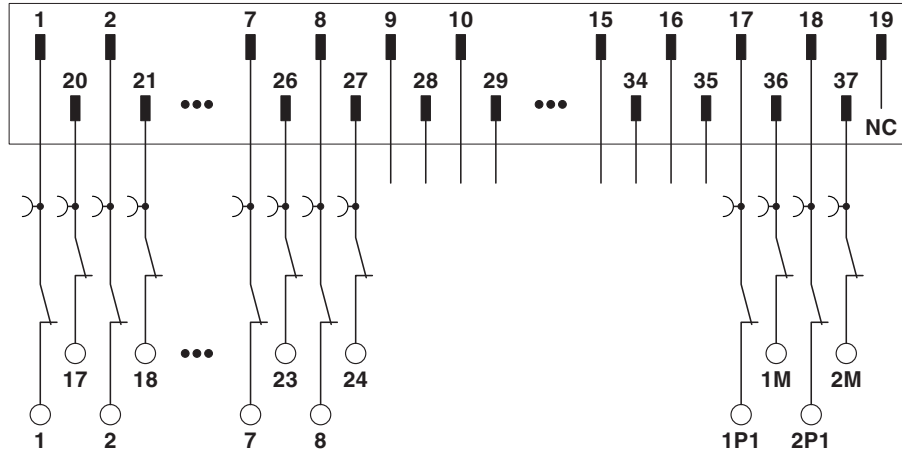 1 2 7 8 9 10 15 16 17 18 19
20 21 ••• 26 27 28 29 ••• 34 35 36 37
NC
17 18 ••• 23 24 1M 2M
1 2 7 8 1P1 2P1